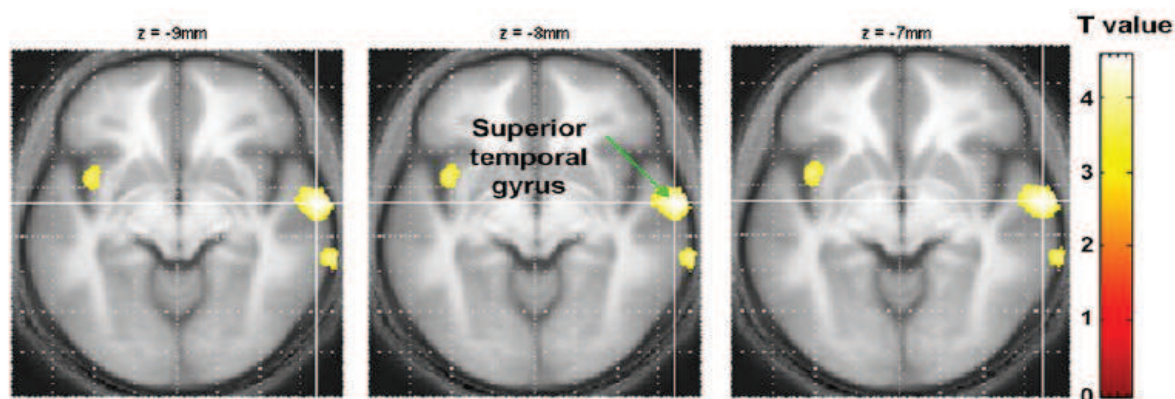 z = -9mm
z = -8mm
z = -7mm
T value
Superior
temporal
gyrus
4
3
2
1
0